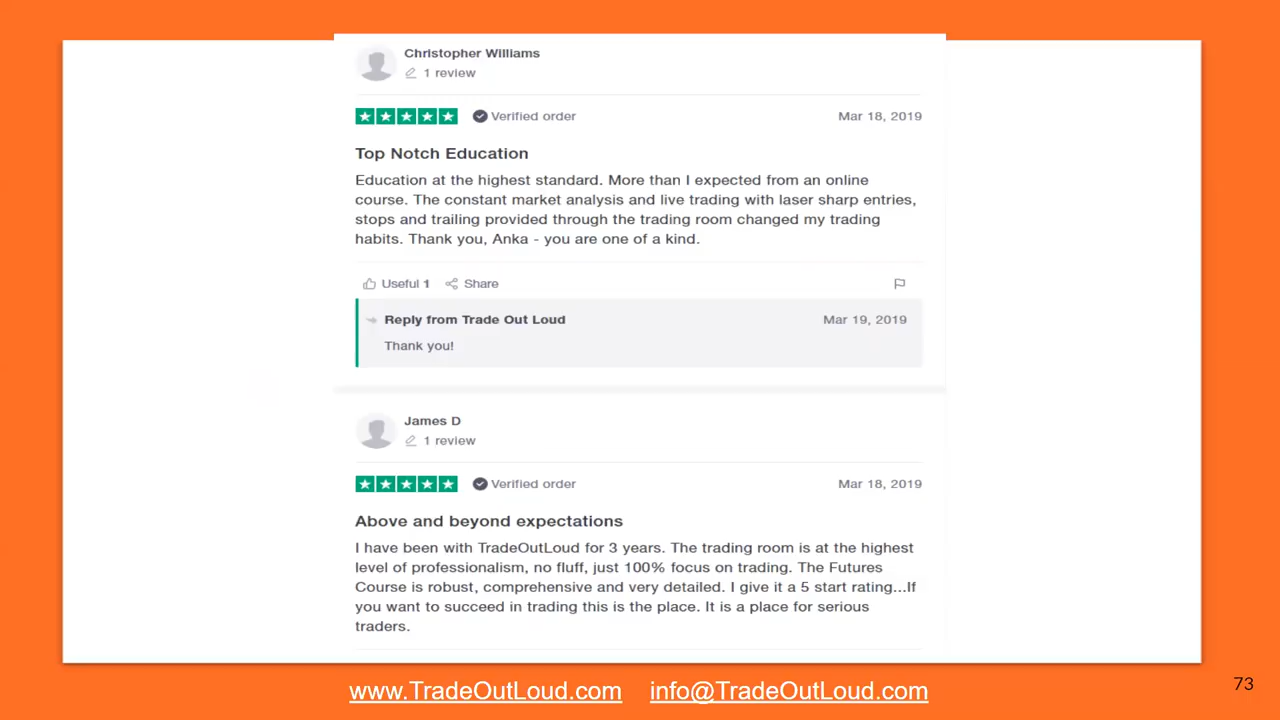 Christopher Williams
1 review
Verified order
Mar 18, 2019
Top Notch Education
Education at the highest standard. More than I expected from an online
course. The constant market analysis and live trading with laser sharp entries,
stops and trailing provided through the trading room changed my trading
habits. Thank you, Anka - you are one of a kind.
Useful 1 Share
Reply from Trade Out Loud
Mar 19, 2019
Thank you!
James D
1 review
Verified order
Mar 18, 2019
Above and beyond expectations
I have been with TradeOutLoud for 3 years. The trading room is at the highest
level of professionalism, no fluff, just 100% focus on trading. The Futures
Course is robust, comprehensive and very detailed. I give it a 5 start rating...If
you want to succeed in trading this is the place. It is a place for serious
traders.
www.TradeOutLoud.com info@TradeOutLoud.com
73